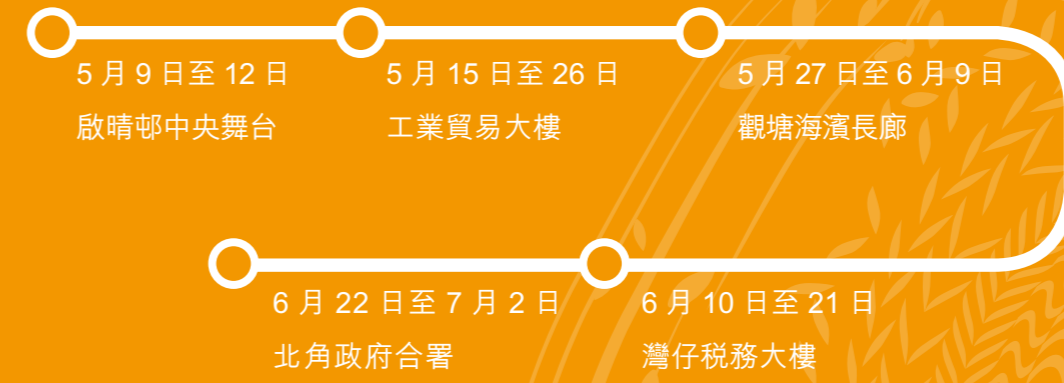 5 月 9 日至 12 日
啟晴邨中央舞台
5 月 15 日至 26 日
工業貿易大樓
5 月 27 日至 6 月 9 日
觀塘海濱長廊
6 月 10 日至 21 日
灣仔税務大樓
6 月 22 日至 7 月 2 日
北角政府合署